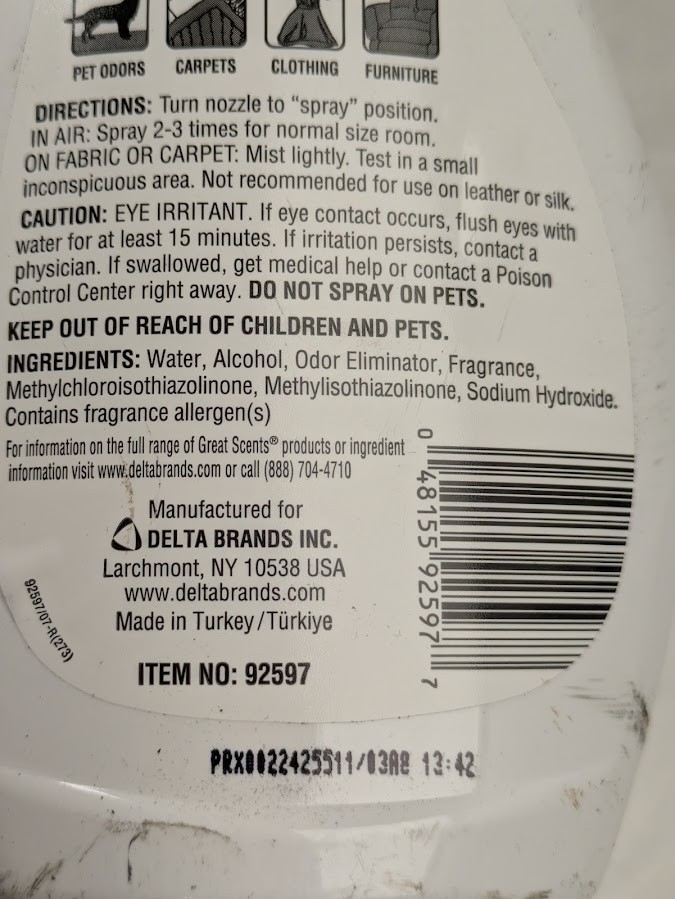 PET ODORS CARPETS CLOTHING FURNITURE
DIRECTIONS: Turn nozzle to “spray” position.
IN AIR: Spray 2-3 times for normal size room.
ON FABRIC OR CARPET: Mist lightly. Test in a small
inconspicuous area. Not recommended for use on leather or silk.
CAUTION: EYE IRRITANT. If eye contact occurs, flush eyes with
water for at least 15 minutes. If irritation persists, contact a
physician. If swallowed, get medical help or contact a Poison
Control Center right away. DO NOT SPRAY ON PETS.
KEEP OUT OF REACH OF CHILDREN AND PETS.
INGREDIENTS: Water, Alcohol, Odor Eliminator, Fragrance,
Methylchloroisothiazolinone, Methylisothiazolinone, Sodium Hydroxide.
Contains fragrance allergen(s)
For information on the full range of Great Scents® products or ingredient
information visit www.deltabrands.com or call (888) 704-4710
Manufactured for
DELTA BRANDS INC.
Larchmont, NY 10538 USA
www.deltabrands.com
Made in Turkey/Türkiye
ITEM NO: 92597
92597/07-R(273)
0 48155 92597 7
PRX0022425511/03A8 13:42